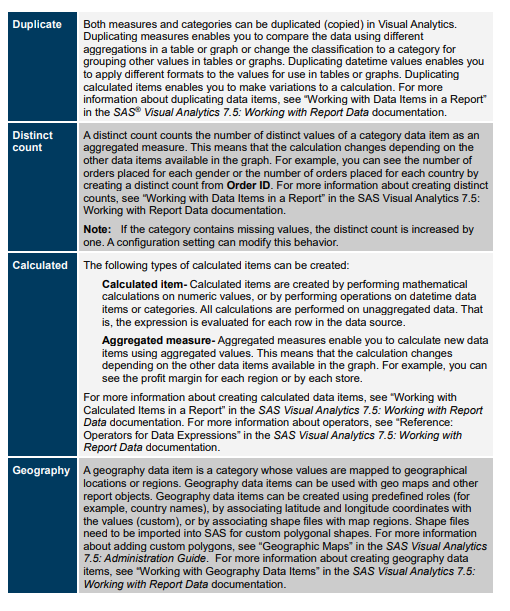 Duplicate
Both measures and categories can be duplicated (copied) in Visual Analytics.
Duplicating measures enables you to compare the data using different
aggregations in a table or graph or change the classification to a category for
grouping other values in tables or graphs. Duplicating datetime values enables you
to apply different formats to the values for use in tables or graphs. Duplicating
calculated items enables you to make variations to a calculation. For more
information about duplicating data items, see “Working with Data Items in a Report”
in the SAS® Visual Analytics 7.5: Working with Report Data documentation.
Distinct
count
A distinct count counts the number of distinct values of a category data item as an
aggregated measure. This means that the calculation changes depending on the
other data items available in the graph. For example, you can see the number of
orders placed for each gender or the number of orders placed for each country by
creating a distinct count from Order ID. For more information about creating distinct
counts, see “Working with Data Items in a Report” in the SAS Visual Analytics 7.5:
Working with Report Data documentation.
Note: If the category contains missing values, the distinct count is increased by
one. A configuration setting can modify this behavior.
Calculated
The following types of calculated items can be created:
Calculated item- Calculated items are created by performing mathematical
calculations on numeric values, or by performing operations on datetime data
items or categories. All calculations are performed on unaggregated data. That
is, the expression is evaluated for each row in the data source.
Aggregated measure- Aggregated measures enable you to calculate new data
items using aggregated values. This means that the calculation changes
depending on the other data items available in the graph. For example, you can
see the profit margin for each region or by each store.
For more information about creating calculated data items, see “Working with
Calculated Items in a Report” in the SAS Visual Analytics 7.5: Working with Report
Data documentation. For more information about operators, see “Reference:
Operators for Data Expressions” in the SAS Visual Analytics 7.5: Working with
Report Data documentation.
Geography
A geography data item is a category whose values are mapped to geographical
locations or regions. Geography data items can be used with geo maps and other
report objects. Geography data items can be created using predefined roles (for
example, country names), by associating latitude and longitude coordinates with
the values (custom), or by associating shape files with map regions. Shape files
need to be imported into SAS for custom polygonal shapes. For more information
about adding custom polygons, see “Geographic Maps” in the SAS Visual Analytics
7.5: Administration Guide. For more information about creating geography data
items, see “Working with Geography Data Items” in the SAS Visual Analytics 7.5:
Working with Report Data documentation.